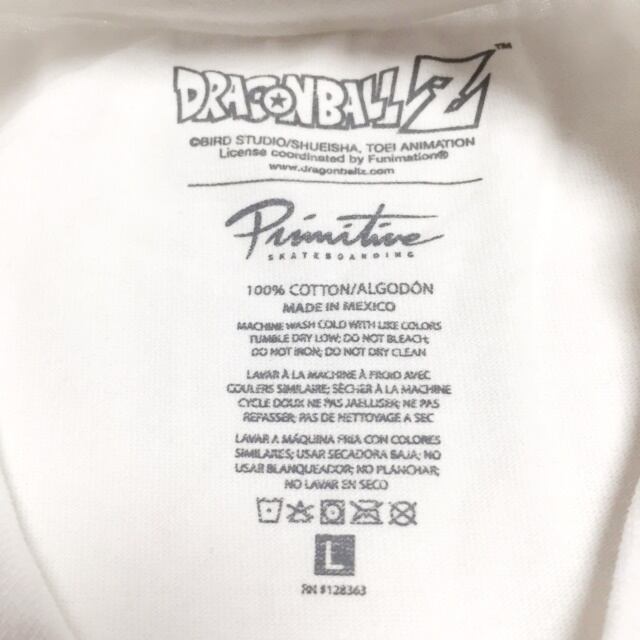 DRAGONBALL Z™
©BIRD STUDIO/SHUEISHA, TOEI ANIMATION
License coordinated by Funimation®
www.dragonballz.com
Primitive
SKATEBOARDING
100% COTTON/ALGODÓN
MADE IN MEXICO
MACHINE WASH COLD WITH LIKE COLORS
TUMBLE DRY LOW; DO NOT BLEACH;
DO NOT IRON; DO NOT DRY CLEAN
LAVAR À LA MACHINE À FROID AVEC
COULERS SIMILAIRE; SÈCHER À LA MACHINE
CYCLE DOUX NE PAS JAELLISER; NE PAS
REPASSER; PAS DE NETTOYAGE A SEC
LAVAR A MÁQUINA FRIA CON COLORES
SIMILARES; USAR SECADORA BAJA; NO
USAR BLANQUEADOR; NO PLANCHAR;
NO LAVAR EN SECO
L
RN #128363